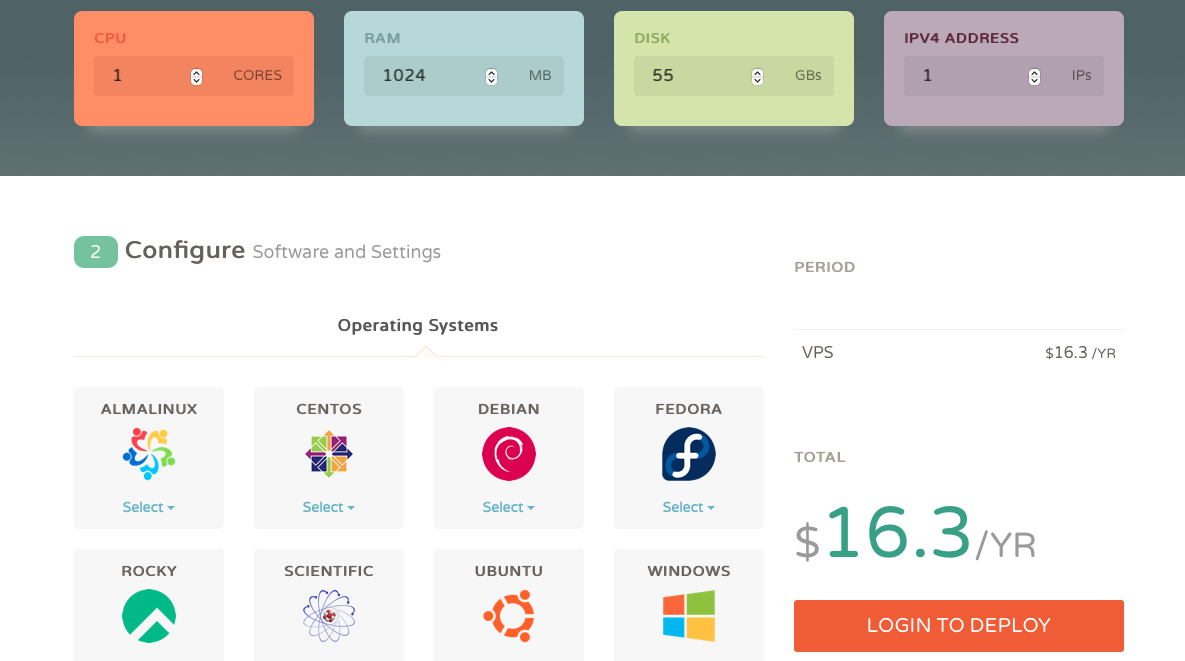 CPU
1 CORES
RAM
1024 MB
DISK
55 GBs
IPV4 ADDRESS
1 IPs
2 Configure Software and Settings
Operating Systems
ALMALINUX
Select
CENTOS
Select
DEBIAN
Select
FEDORA
Select
ROCKY
SCIENTIFIC
UBUNTU
WINDOWS
PERIOD
VPS $16.3 /YR
TOTAL
$16.3/YR
LOGIN TO DEPLOY